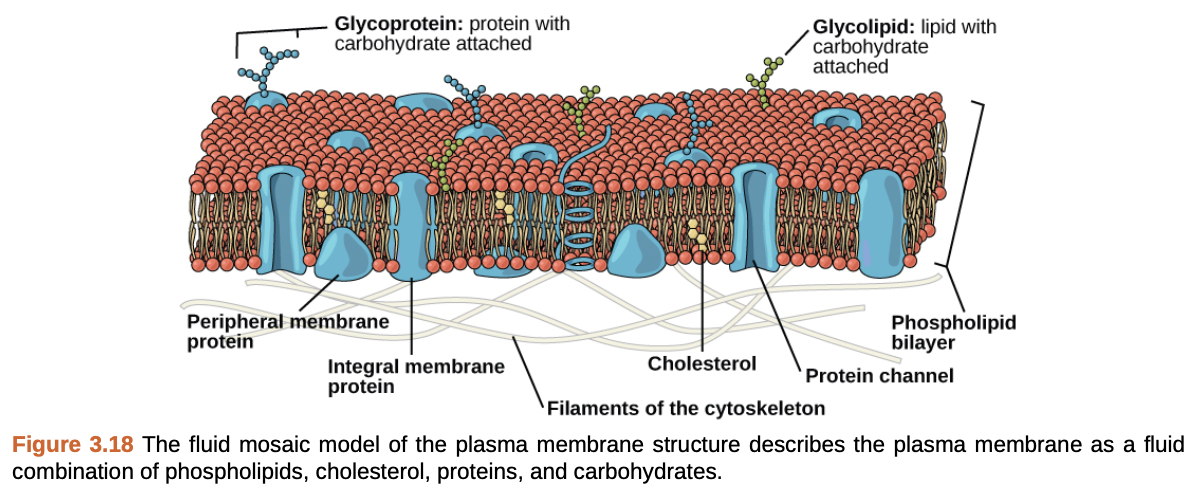 Glycoprotein: protein with
carbohydrate attached
Glycolipid: lipid with
carbohydrate
attached
Peripheral membrane
protein
Integral membrane
protein
Filaments of the cytoskeleton
Cholesterol
Protein channel
Phospholipid
bilayer
Figure 3.18 The fluid mosaic model of the plasma membrane structure describes the plasma membrane as a fluid
combination of phospholipids, cholesterol, proteins, and carbohydrates.